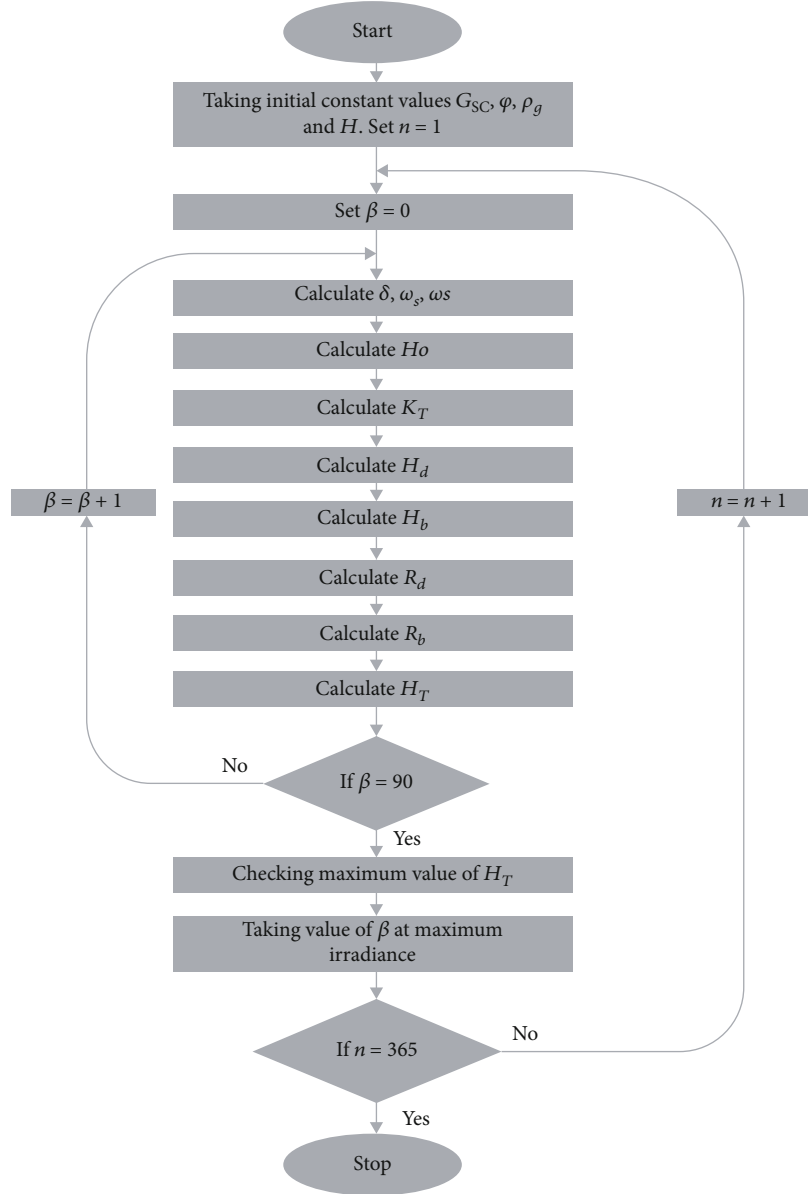 Start
Taking initial constant values G_SC, φ, ρ_g
and H. Set n = 1
Set β = 0
Calculate δ, ω_s, ωs
Calculate Ho
Calculate K_T
Calculate H_d
β = β + 1
n = n + 1
Calculate H_b
Calculate R_d
Calculate R_b
Calculate H_T
No
If β = 90
Yes
Checking maximum value of H_T
Taking value of β at maximum
irradiance
If n = 365
No
Yes
Stop